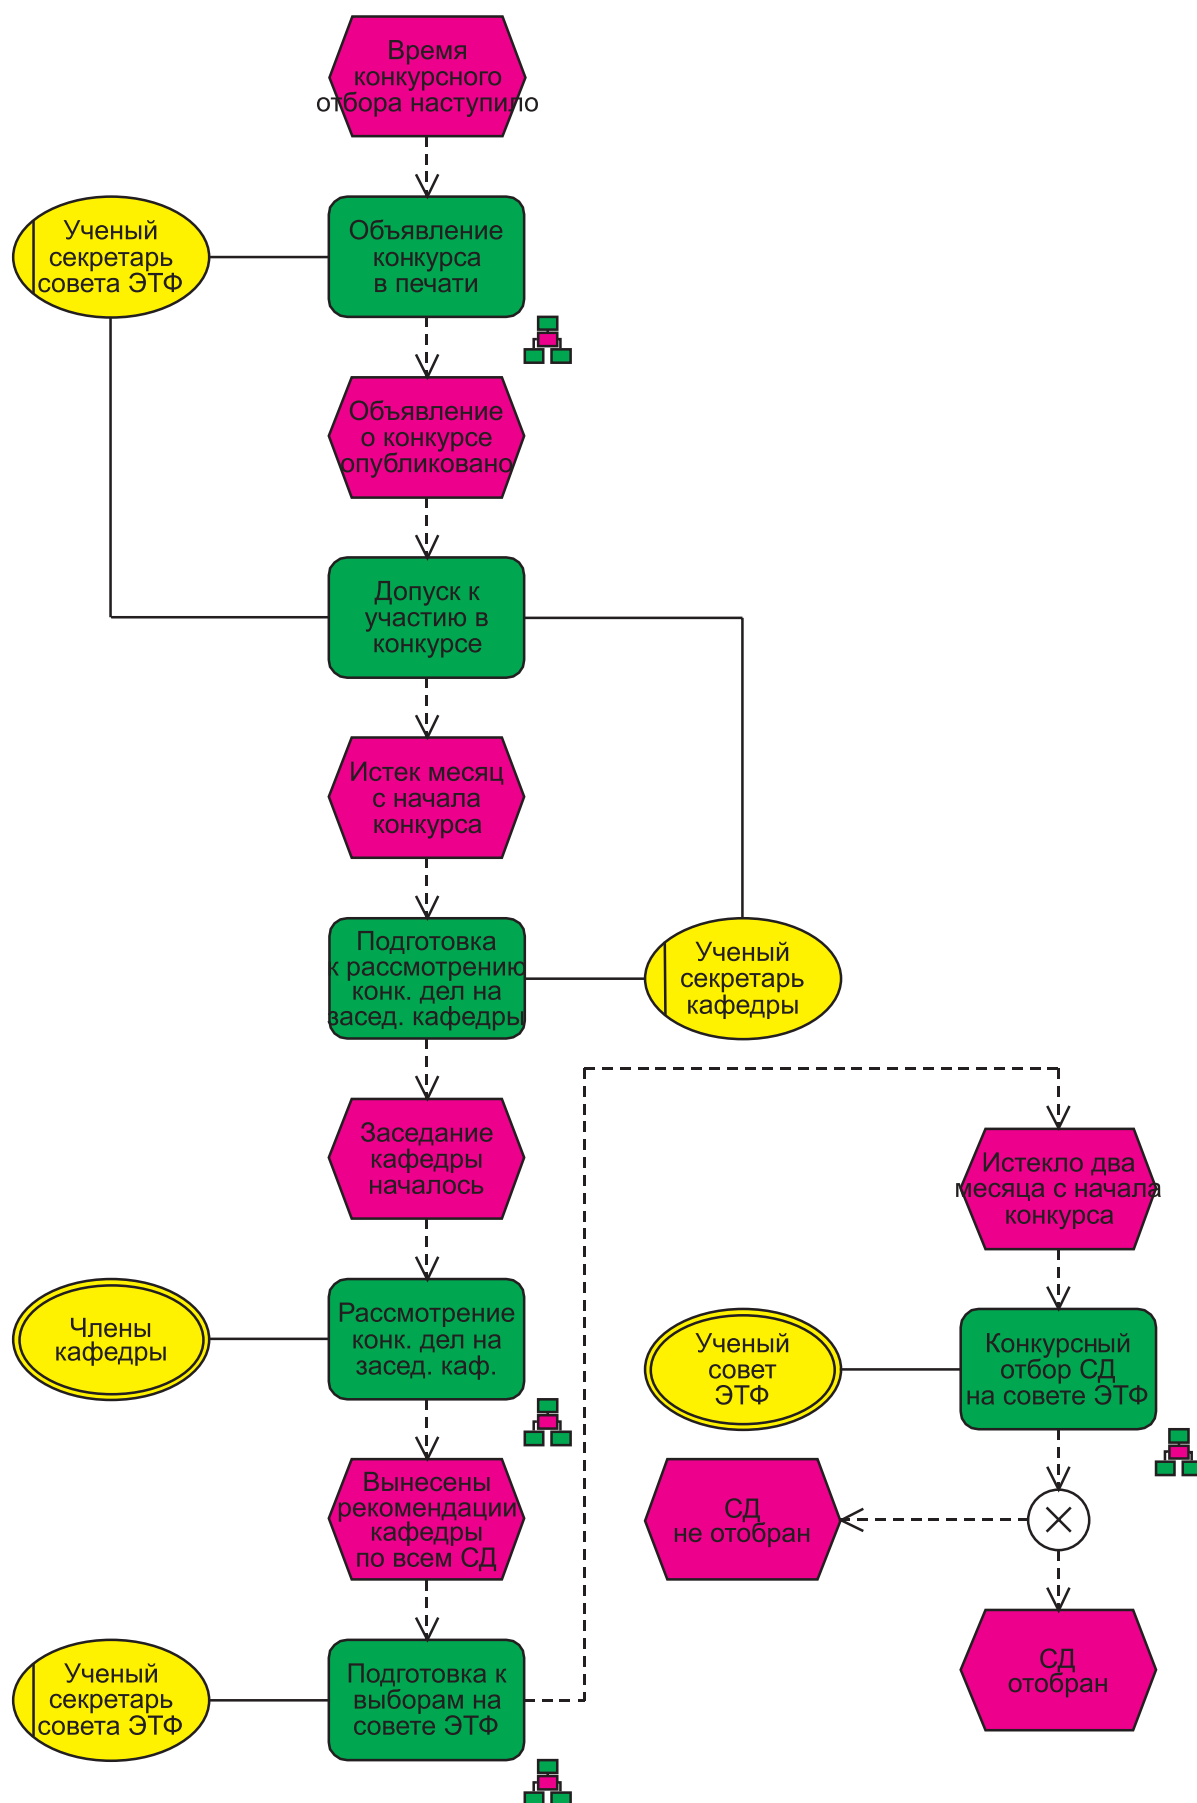 Время
конкурсного
отбора наступило
Ученый
секретарь
совета ЭТФ
Объявление
конкурса
в печати
Объявление
о конкурсе
опубликовано
Допуск к
участию в
конкурсе
Истек месяц
с начала
конкурса
Подготовка
к рассмотрению
конк. дел на
засед. кафедры
Ученый
секретарь
кафедры
Заседание
кафедры
началось
Истекло два
месяца с начала
конкурса
Члены
кафедры
Рассмотрение
конк. дел на
засед. каф.
Ученый
совет
ЭТФ
Конкурсный
отбор СД
на совете ЭТФ
Вынесены
рекомендации
кафедры
по всем СД
СД
не отобран
СД
отобран
Ученый
секретарь
совета ЭТФ
Подготовка к
выборам на
совете ЭТФ